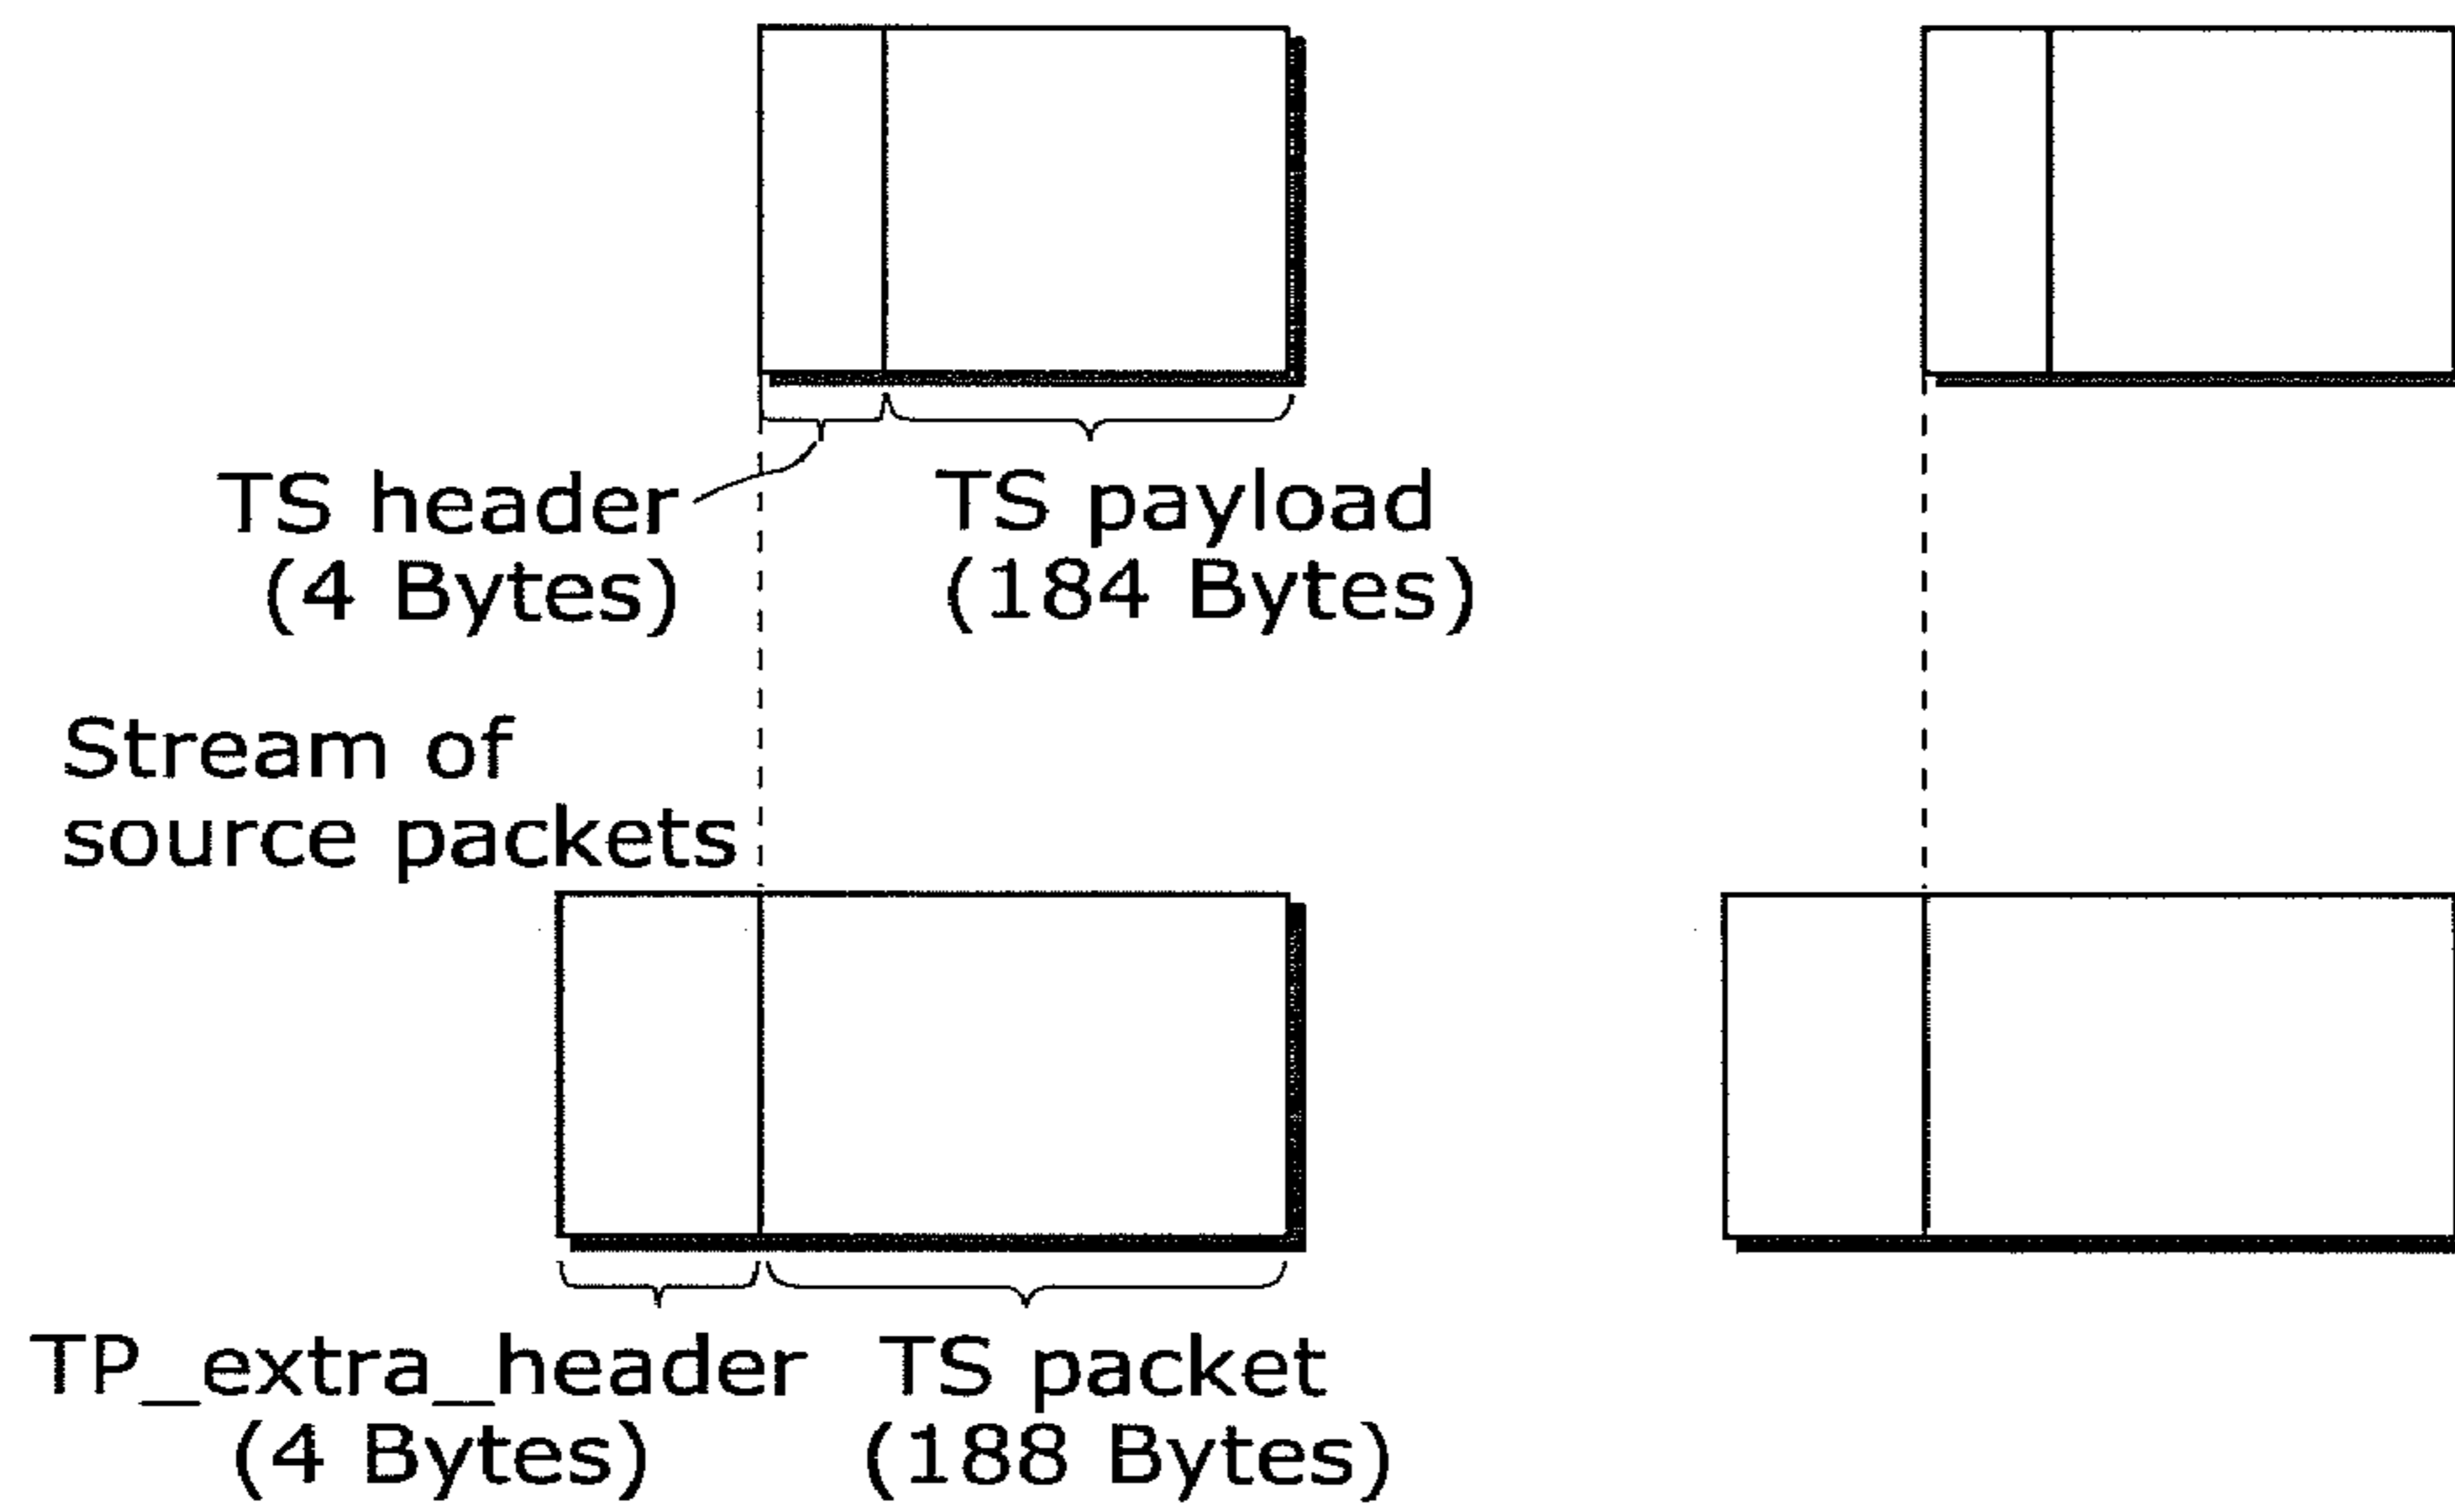 TS header
(4 Bytes)
TS payload
(184 Bytes)
Stream of
source packets
TP_extra_header
(4 Bytes)
TS packet
(188 Bytes)